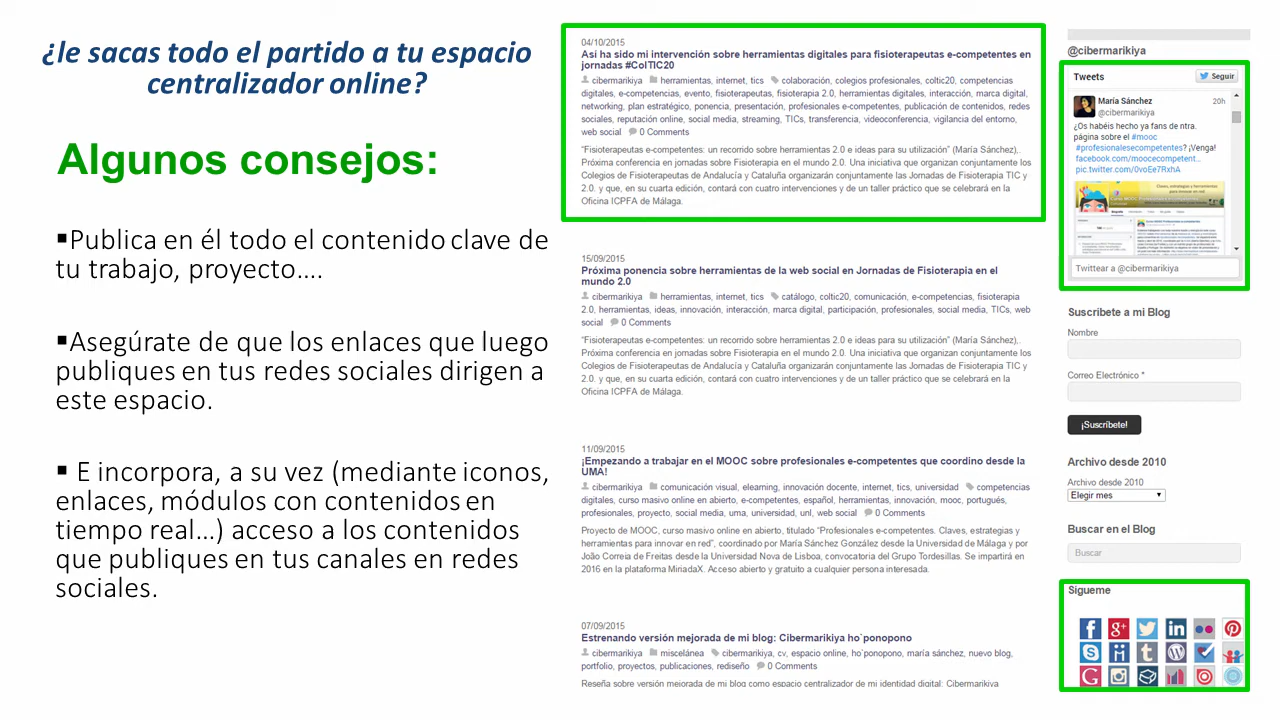 ¿le sacas todo el partido a tu espacio
centralizador online?
Algunos consejos:
▪Publica en él todo el contenido clave de
tu trabajo, proyecto….
▪Asegúrate de que los enlaces que luego
publiques en tus redes sociales dirigen a
este espacio.
▪ E incorpora, a su vez (mediante iconos,
enlaces, módulos con contenidos en
tiempo real…) acceso a los contenidos
que publiques en tus canales en redes
sociales.
04/10/2015
Así ha sido mi intervención sobre herramientas digitales para fisioterapeutas e-competentes en
jornadas #ColTIC20
cibermarikiya herramientas, internet, tics colaboración, colegios profesionales, coltic20, competencias
digitales, e-competencias, evento, fisioterapeutas, fisioterapia 2.0, herramientas digitales, interacción, marca digital,
networking, plan estratégico, ponencia, presentación, profesionales e-competentes, publicación de contenidos, redes
sociales, reputación online, social media, streaming, TICs, transferencia, videoconferencia, vigilancia del entorno,
web social 0 Comments
“Fisioterapeutas e-competentes: un recorrido sobre herramientas 2.0 e ideas para su utilización” (María Sánchez),.
Próxima conferencia en jornadas sobre Fisioterapia en el mundo 2.0. Una iniciativa que organizan conjuntamente los
Colegios de Fisioterapeutas de Andalucía y Cataluña organizarán conjuntamente las Jornadas de Fisioterapia TIC y
2.0. y que, en su cuarta edición, contará con cuatro intervenciones y de un taller práctico que se celebrará en la
Oficina ICPFA de Málaga.
15/09/2015
Próxima ponencia sobre herramientas de la web social en Jornadas de Fisioterapia en el
mundo 2.0
cibermarikiya herramientas, internet, tics catálogo, coltic20, comunicación, e-competencias, fisioterapia
2.0, herramientas, ideas, innovación, interacción, marca digital, participación, profesionales, social media, TICs, web
social 0 Comments
“Fisioterapeutas e-competentes: un recorrido sobre herramientas 2.0 e ideas para su utilización” (María Sánchez),.
Próxima conferencia en jornadas sobre Fisioterapia en el mundo 2.0. Una iniciativa que organizan conjuntamente los
Colegios de Fisioterapeutas de Andalucía y Cataluña organizarán conjuntamente las Jornadas de Fisioterapia TIC y
2.0. y que, en su cuarta edición, contará con cuatro intervenciones y de un taller práctico que se celebrará en la
Oficina ICPFA de Málaga.
11/09/2015
¡Empezando a trabajar en el MOOC sobre profesionales e-competentes que coordino desde la
UMA!
cibermarikiya comunicación visual, elearning, innovación docente, internet, tics, universidad competencias
digitales, curso masivo online en abierto, e-competentes, español, herramientas, innovación, mooc, portugués,
profesionales, proyecto, social media, uma, universidad, unl, web social 0 Comments
Proyecto de MOOC, curso masivo online en abierto, titulado “Profesionales e-competentes. Claves, estrategias y
herramientas para innovar en red”, coordinado por María Sánchez González desde la Universidad de Málaga y por
João Correia de Freitas desde la Universidad Nova de Lisboa, convocatoria del Grupo Tordesillas. Se impartirá en
2016 en la plataforma MiriadaX. Acceso abierto y gratuito a cualquier persona interesada.
07/09/2015
Estrenando versión mejorada de mi blog: Cibermarikiya ho`ponopono
cibermarikiya miscelánea cibermarikiya, cv, espacio online, ho`ponopono, maría sánchez, nuevo blog,
portfolio, proyectos, publicaciones, rediseño 0 Comments
Reseña sobre versión mejorada de mi blog como espacio centralizador de mi identidad digital: Cibermarikiya
@cibermarikiya
Tweets
Seguir
María Sánchez 20h
@cibermarikiya
¿Os habéis hecho ya fans de ntra.
página sobre el #mooc
#profesionalesecompetentes? ¡Venga!
facebook.com/moocecompetent…
pic.twitter.com/0voEe7RxhA
Twittear a @cibermarikiya
Suscribete a mi Blog
Nombre
Correo Electrónico *
¡Suscríbete!
Archivo desde 2010
Archivo desde 2010
Elegir mes
Buscar en el Blog
Buscar
Sígueme